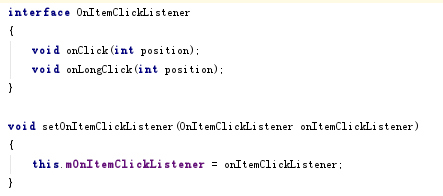 interface OnItemClickListener
{
    void onClick(int position);
    void onLongClick(int position);
}
void setOnItemClickListener(OnItemClickListener onItemClickListener)
{
    this.mOnItemClickListener = onItemClickListener;
}